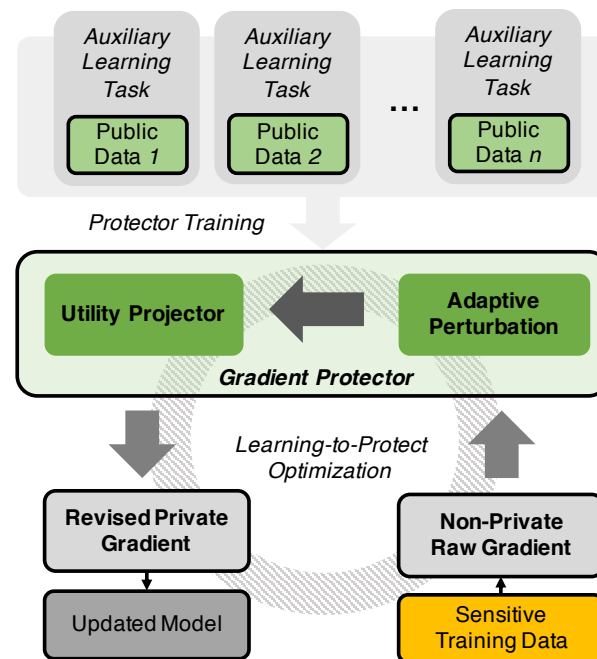 Auxiliary
Learning
Task
Public
Data 1
Auxiliary
Learning
Task
Public
Data 2
...
Auxiliary
Learning
Task
Public
Data n
Protector Training
Utility Projector
Adaptive
Perturbation
Gradient Protector
Learning-to-Protect
Optimization
Revised Private
Gradient
Non-Private
Raw Gradient
Updated Model
Sensitive
Training Data